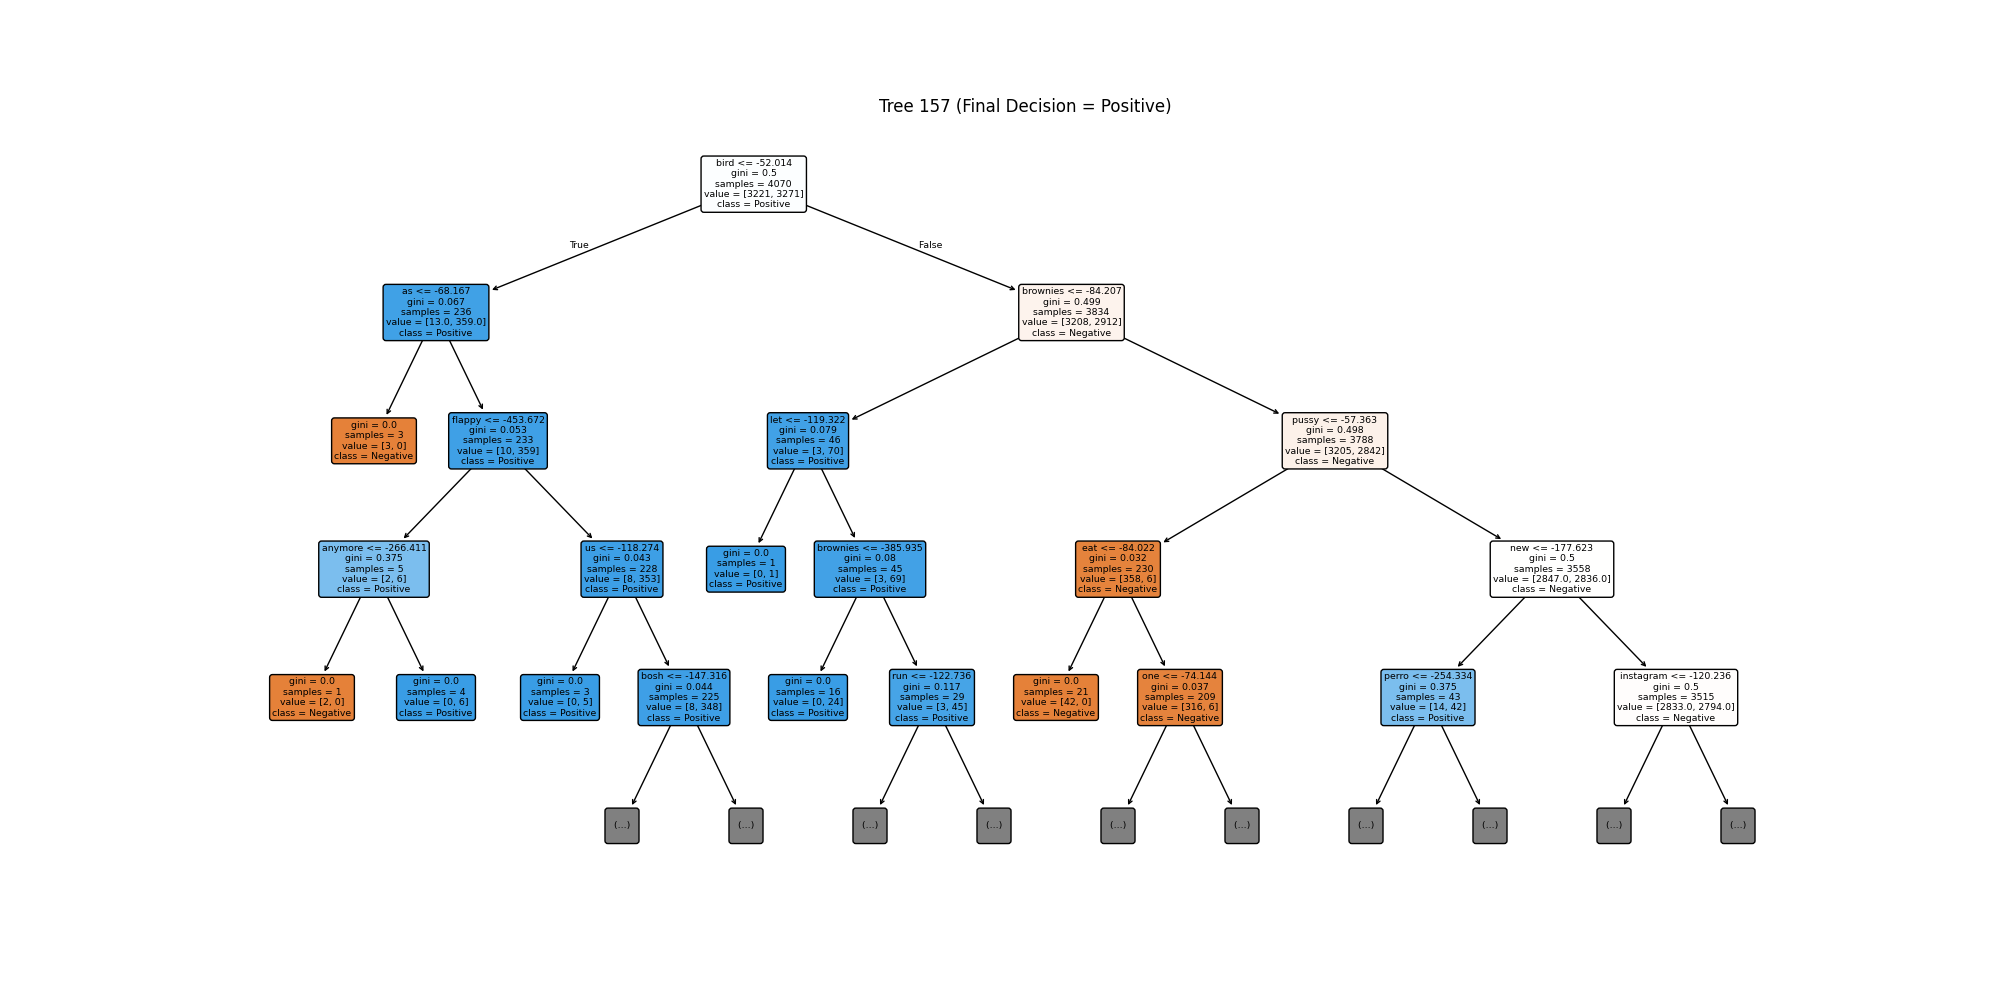 Tree 157 (Final Decision = Positive)
bird <= -52.014
gini = 0.5
samples = 4070
value = [3221, 3271]
class = Positive
True
False
as <= -68.167
gini = 0.067
samples = 236
value = [13.0, 359.0]
class = Positive
brownies <= -84.207
gini = 0.499
samples = 3834
value = [3208, 2912]
class = Negative
gini = 0.0
samples = 3
value = [3, 0]
class = Negative
flappy <= -453.672
gini = 0.053
samples = 233
value = [10, 359]
class = Positive
let <= -119.322
gini = 0.079
samples = 46
value = [3, 70]
class = Positive
pussy <= -57.363
gini = 0.498
samples = 3788
value = [3205, 2842]
class = Negative
anymore <= -266.411
gini = 0.375
samples = 5
value = [2, 6]
class = Positive
us <= -118.274
gini = 0.043
samples = 228
value = [8, 353]
class = Positive
gini = 0.0
samples = 1
value = [0, 1]
class = Positive
brownies <= -385.935
gini = 0.08
samples = 45
value = [3, 69]
class = Positive
eat <= -84.022
gini = 0.032
samples = 230
value = [358, 6]
class = Negative
new <= -177.623
gini = 0.5
samples = 3558
value = [2847.0, 2836.0]
class = Negative
gini = 0.0
samples = 1
value = [2, 0]
class = Negative
gini = 0.0
samples = 4
value = [0, 6]
class = Positive
gini = 0.0
samples = 3
value = [0, 5]
class = Positive
bosh <= -147.316
gini = 0.044
samples = 225
value = [8, 348]
class = Positive
gini = 0.0
samples = 16
value = [0, 24]
class = Positive
run <= -122.736
gini = 0.117
samples = 29
value = [3, 45]
class = Positive
gini = 0.0
samples = 21
value = [42, 0]
class = Negative
one <= -74.144
gini = 0.037
samples = 209
value = [316, 6]
class = Negative
perro <= -254.334
gini = 0.375
samples = 43
value = [14, 42]
class = Positive
instagram <= -120.236
gini = 0.5
samples = 3515
value = [2833.0, 2794.0]
class = Negative
(...)
(...)
(...)
(...)
(...)
(...)
(...)
(...)
(...)
(...)